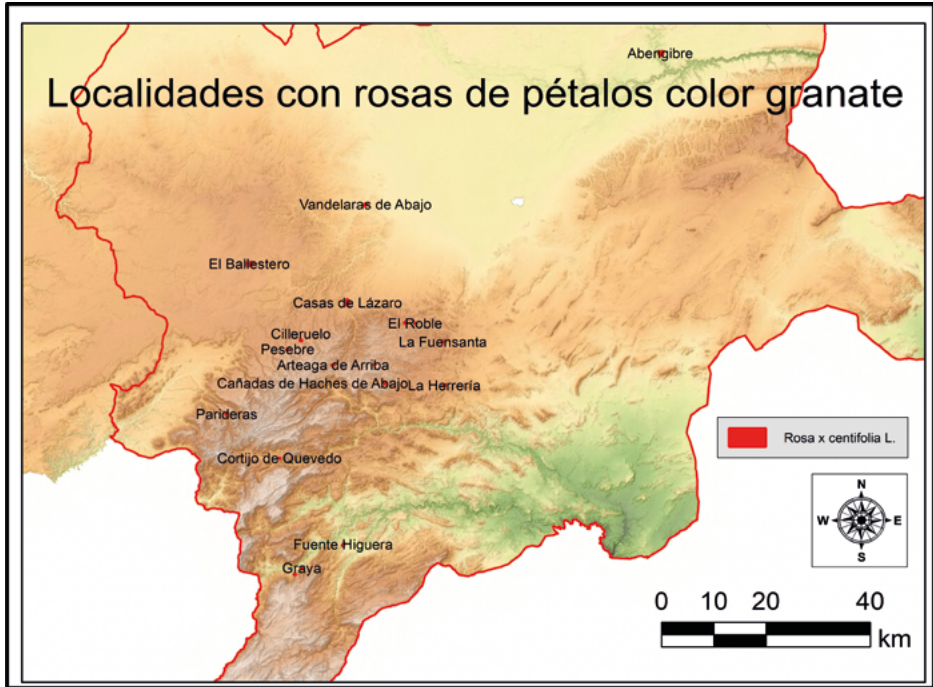 Abengibre
Localidades con rosas de pétalos color granate
Vandelaras de Abajo
El Ballestero
Casas de Lázaro
El Roble
Cilleruelo
La Fuensanta
Pesebre
Arteaga de Arriba
Cañadas de Haches de Abajo
La Herrería
Parideras
Rosa x centifolia L.
Cortijo de Quevedo
N
W E
S
Fuente Higuera
Graya
0 10 20 40
km